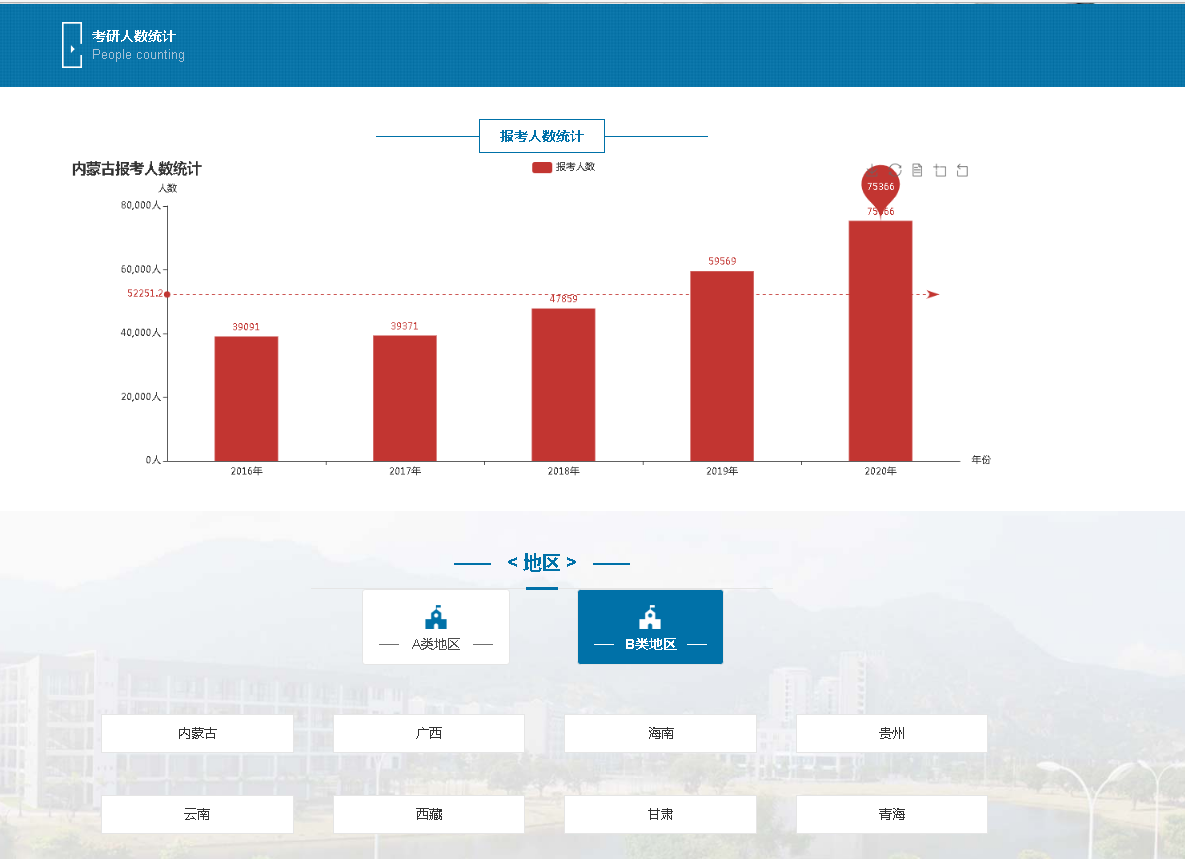 考研人数统计
People counting
报考人数统计
内蒙古报考人数统计
报考人数
人数
80,000人
60,000人
52251.2
40,000人
20,000人
0人
39091
39371
47859
59569
75366
75366
2016年
2017年
2018年
2019年
2020年
年份
< 地区 >
A类地区
B类地区
内蒙古
广西
海南
贵州
云南
西藏
甘肃
青海